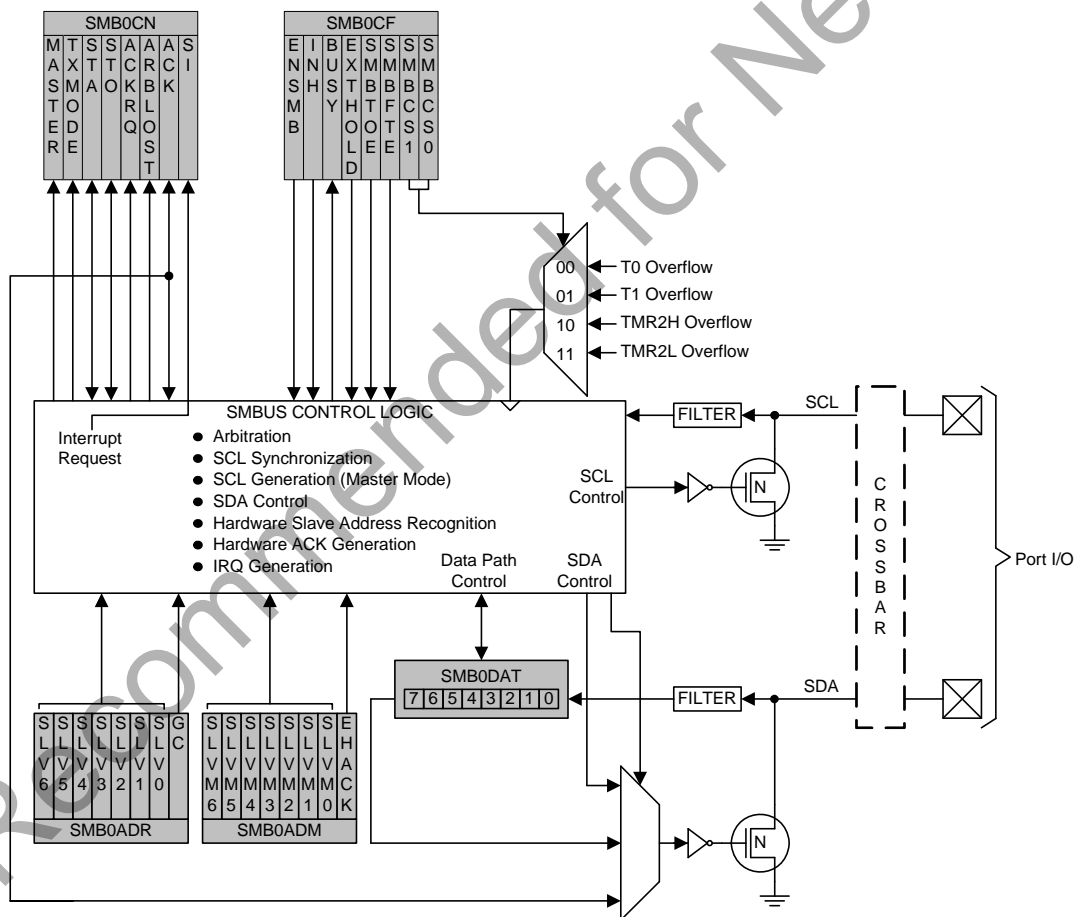 SMB0CN
MASTER
TXMODE
STA
STO
ACKRQ
ARBLOST
ACK
SI
SMB0CF
ENSMB
INH
BUSY
EXTHOLD
SMBTOE
SMBFTE
SMBCS1
SMBCS0
00
01
10
11
T0 Overflow
T1 Overflow
TMR2H Overflow
TMR2L Overflow
SMBUS CONTROL LOGIC
Interrupt
Request
● Arbitration
● SCL Synchronization
● SCL Generation (Master Mode)
● SDA Control
● Hardware Slave Address Recognition
● Hardware ACK Generation
● IRQ Generation
Data Path
Control
SCL
Control
SDA
Control
FILTER
SCL
N
CROSSBAR
Port I/O
SMB0DAT
7 6 5 4 3 2 1 0
FILTER
SDA
N
SLV6
SLV5
SLV4
SLV3
SLV2
SLV1
SLV0
GC
SMB0ADR
SLVM6
SLVM5
SLVM4
SLVM3
SLVM2
SLVM1
SLVM0
EHACK
SMB0ADM
Recommended for Ne